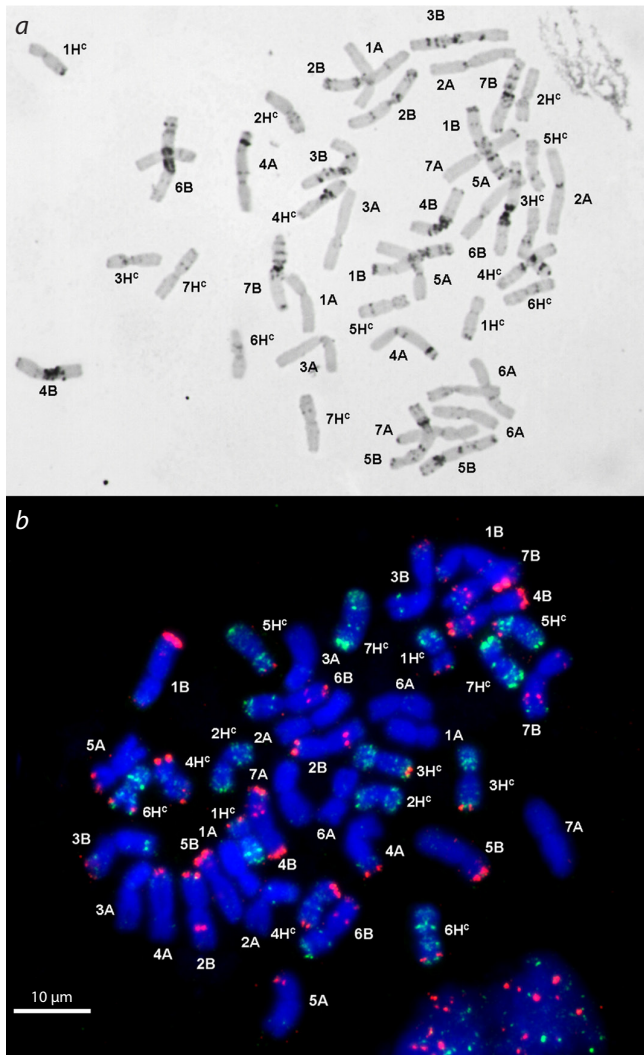 a
3B
1A
1Hᶜ
2B
2A
7B
2Hᶜ
2Hᶜ
2B
1B
5Hᶜ
3B
4A
7A
5A
6B
4Hᶜ
3A
4B
3Hᶜ
2A
6B
3Hᶜ
7Hᶜ
7B
1B
5A
4Hᶜ
6Hᶜ
1A
5Hᶜ
1Hᶜ
6Hᶜ
3A
4A
4B
6A
7Hᶜ
7A
6A
5B
5B
b
1B
7B
3B
4B
5Hᶜ
5Hᶜ
3A
7Hᶜ
1Hᶜ
7Hᶜ
1B
6B
6A
7B
5A
2Hᶜ
2A
1A
4Hᶜ
7A
2B
3Hᶜ
3Hᶜ
6Hᶜ
1Hᶜ
2Hᶜ
3B
5B
1A
6A
4A
5B
7A
4B
3A
4A
2B
2A
4Hᶜ
6B
6Hᶜ
10 μm
5A